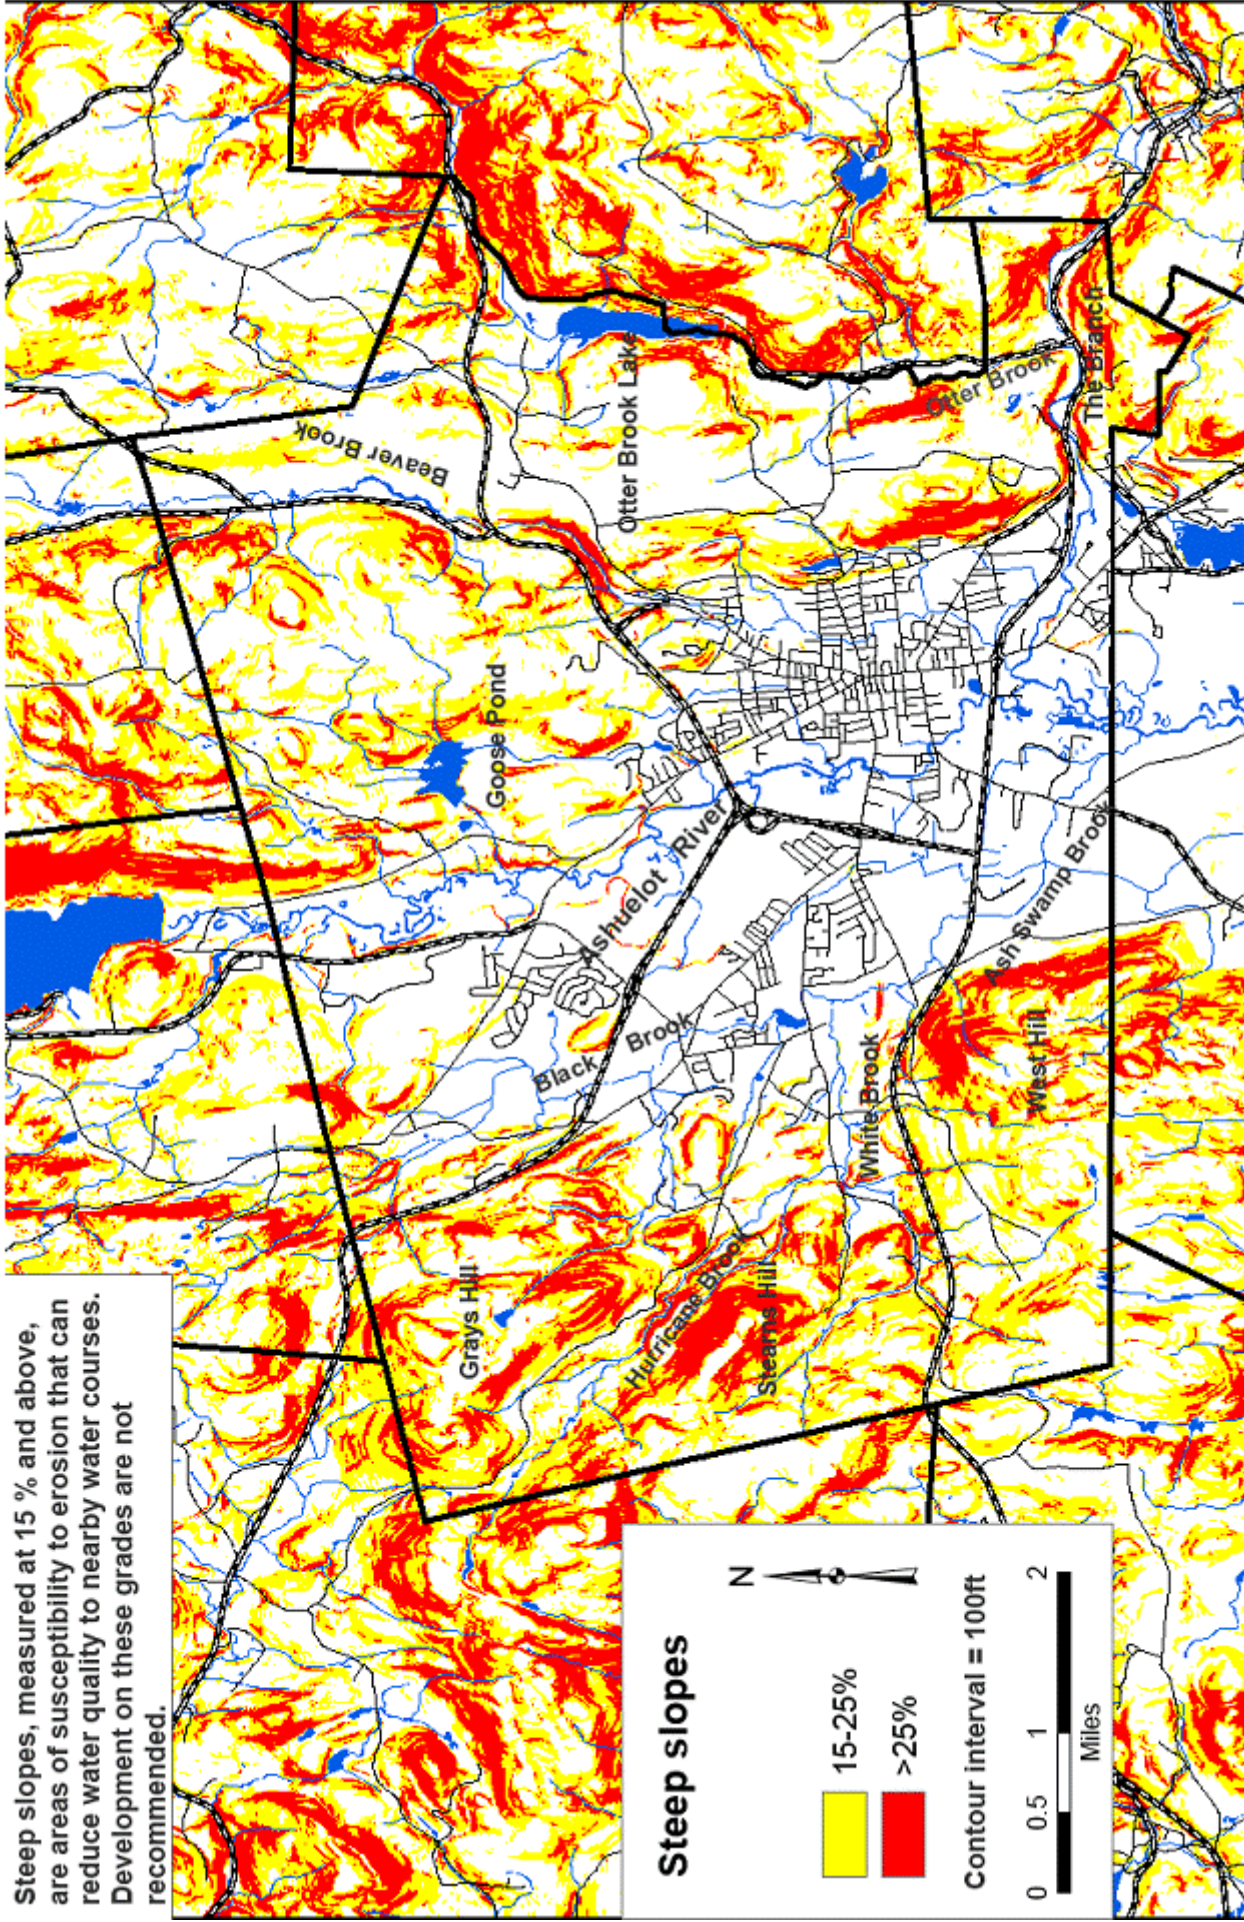 Steep slopes, measured at 15 % and above,
are areas of susceptibility to erosion that can
reduce water quality to nearby water courses.
Development on these grades are not
recommended.
Grays Hill
Hurricane Brook
Stearns Hill
White Brook
West Hill
Black Brook
Ashuelot River
Ash Swamp Brook
Goose Pond
Beaver Brook
Otter Brook Lake
Otter Brook
The Branch
Steep slopes
N
15-25%
>25%
Contour interval = 100ft
0 0.5 1 2
Miles